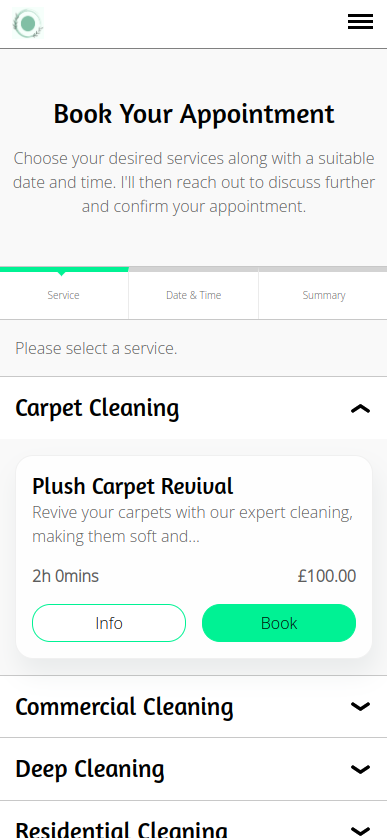 Book Your Appointment
Choose your desired services along with a suitable
date and time. I'll then reach out to discuss further
and confirm your appointment.
Service
Date & Time
Summary
Please select a service.
Carpet Cleaning
Plush Carpet Revival
Revive your carpets with our expert cleaning,
making them soft and...
2h 0mins
£100.00
Info
Book
Commercial Cleaning
Deep Cleaning
Residential Cleaning